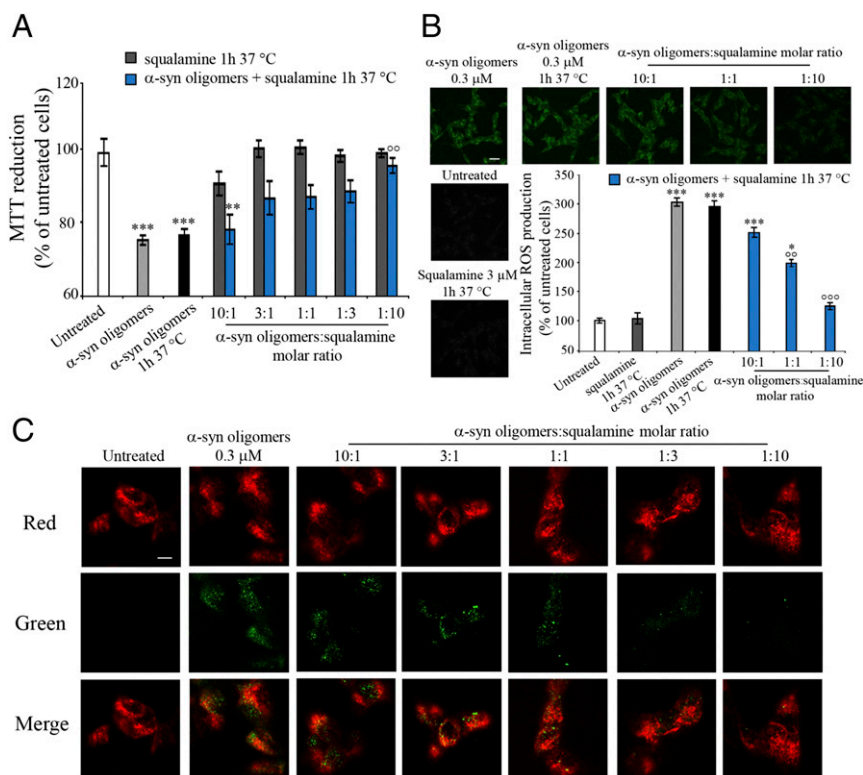 A
squalamine 1h 37 °C
α-syn oligomers + squalamine 1h 37 °C
MTT reduction
(% of untreated cells)
120
100
80
60
***
***
**
°°
Untreated
α-syn oligomers
α-syn oligomers
1h 37 °C
10:1 3:1 1:1 1:3 1:10
α-syn oligomers:squalamine
molar ratio
B
α-syn oligomers
0.3 μM
α-syn oligomers
0.3 μM
1h 37 °C
α-syn oligomers:squalamine molar ratio
10:1 1:1 1:10
Untreated
Squalamine 3 μM
1h 37 °C
α-syn oligomers + squalamine 1h 37 °C
Intracellular ROS production
(% of untreated cells)
350
300
250
200
150
100
50
***
***
***
*
°°
°°°
Untreated
squalamine
1h 37 °C
α-syn oligomers
α-syn oligomers
1h 37 °C
10:1 1:1 1:10
α-syn oligomers:squalamine
molar ratio
C
Untreated
α-syn oligomers
0.3 μM
α-syn oligomers:squalamine molar ratio
10:1 3:1 1:1 1:3 1:10
Red
Green
Merge